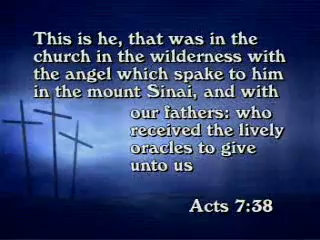 This is he, that was in the
church in the wilderness with
the angel which spake to him
in the mount Sinai, and with
our fathers: who
received the lively
oracles to give
unto us
Acts 7:38